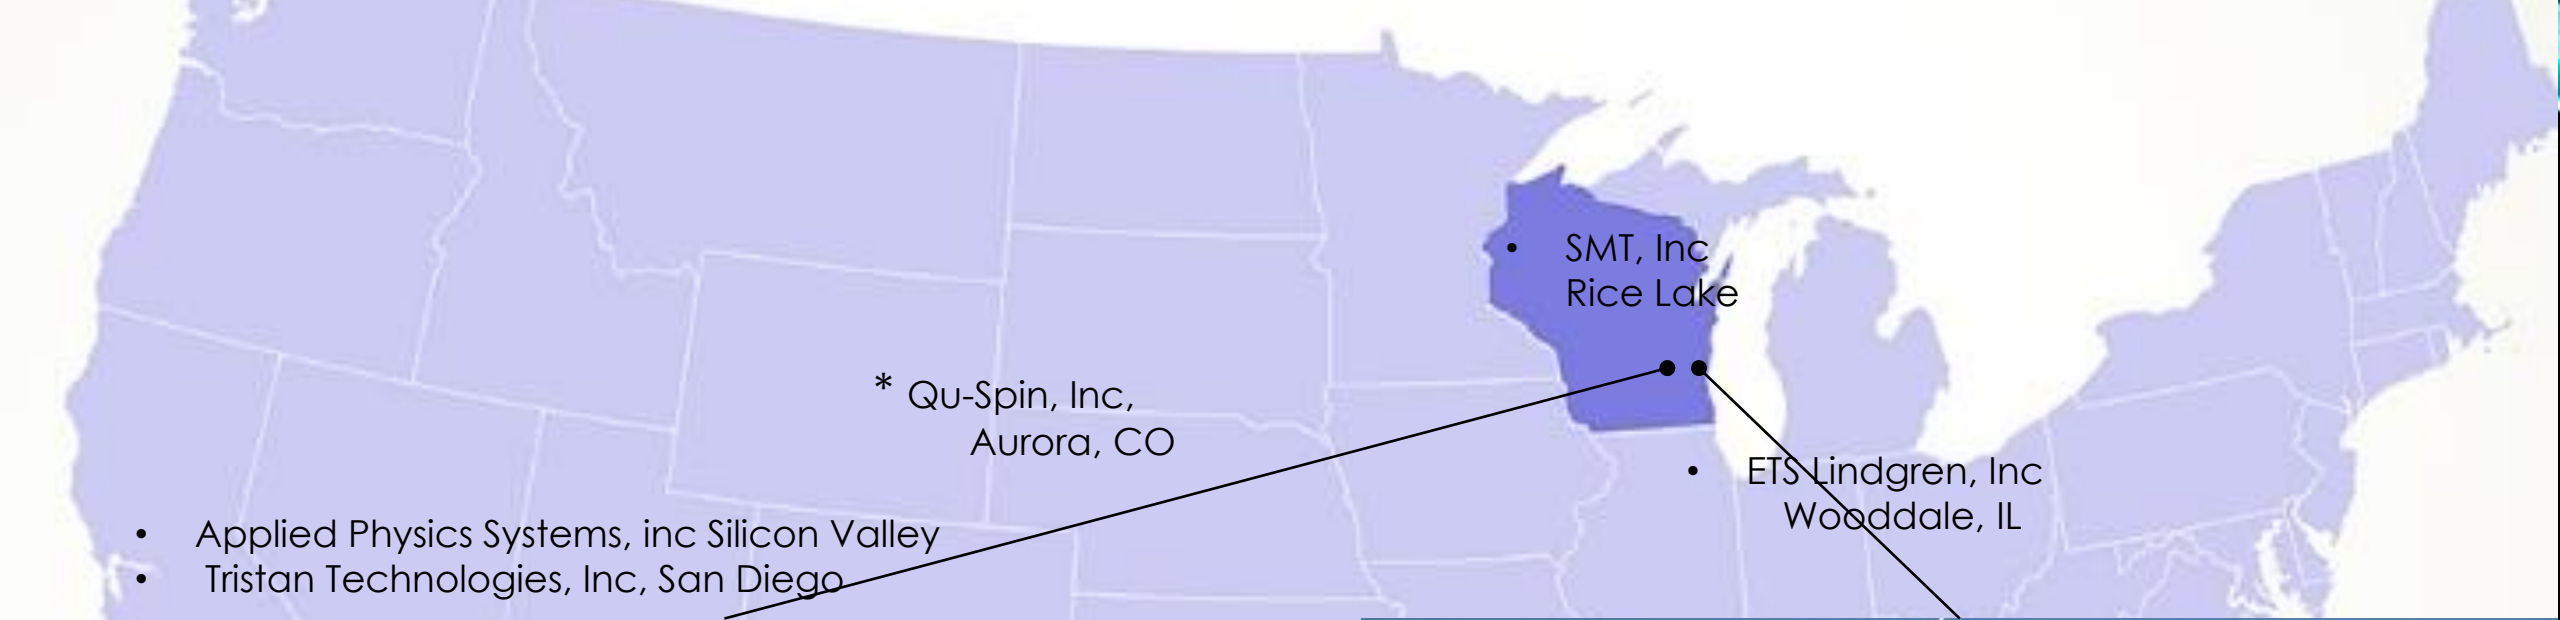 • SMT, Inc
Rice Lake
* Qu-Spin, Inc,
Aurora, CO
• ETS Lindgren, Inc
Wooddale, IL
• Applied Physics Systems, inc Silicon Valley
• Tristan Technologies, Inc, San Diego